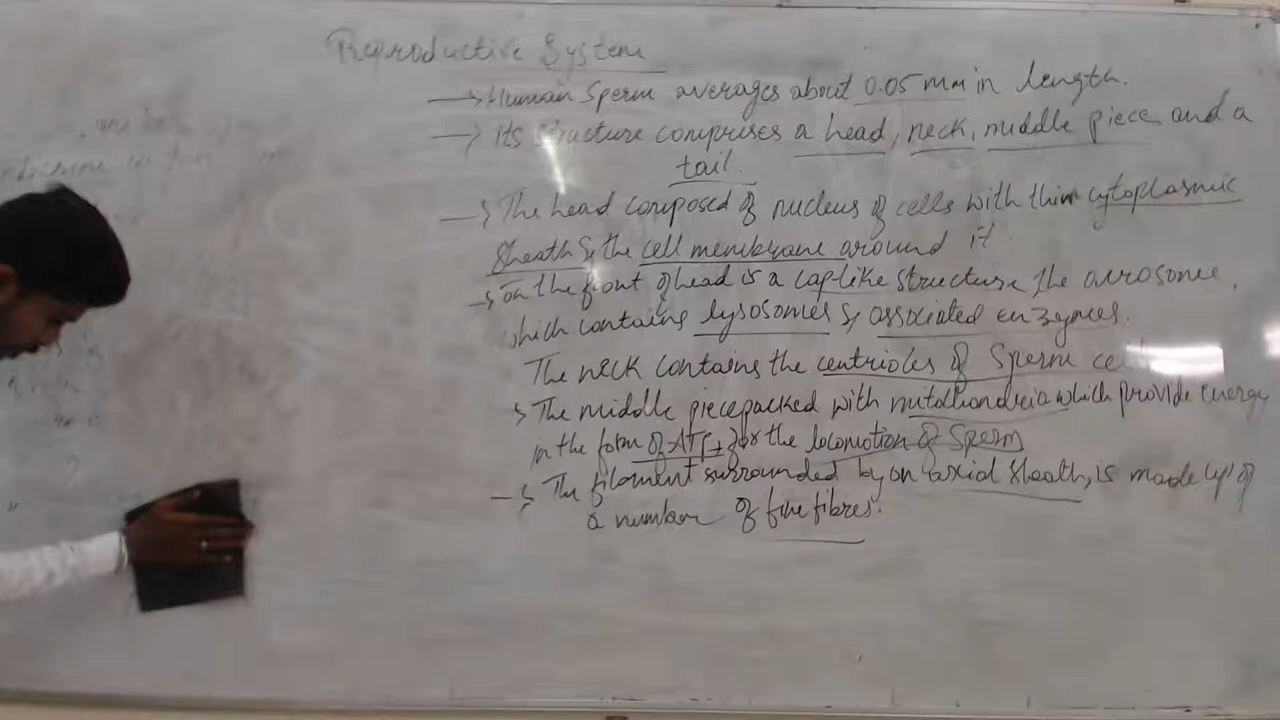 Reproductive System
→ Human Sperm averages about 0.05 mm in length.
→ Its structure comprises a head, neck, middle piece and a
tail.
→ The head composed of nucleus of cells with thin cytoplasmic
sheath & the cell membrane around it.
→ on the front of head is a cap like structure the acrosome,
which contains lysosomes & associated enzymes.
The neck contains the centrioles of Sperm
→ The middle piece packed with mitochondria which provide energy
in the form of ATP for the locomotion of Sperm
→ The filament surrounded by an axial sheath, is made up of
a number of fine fibres.